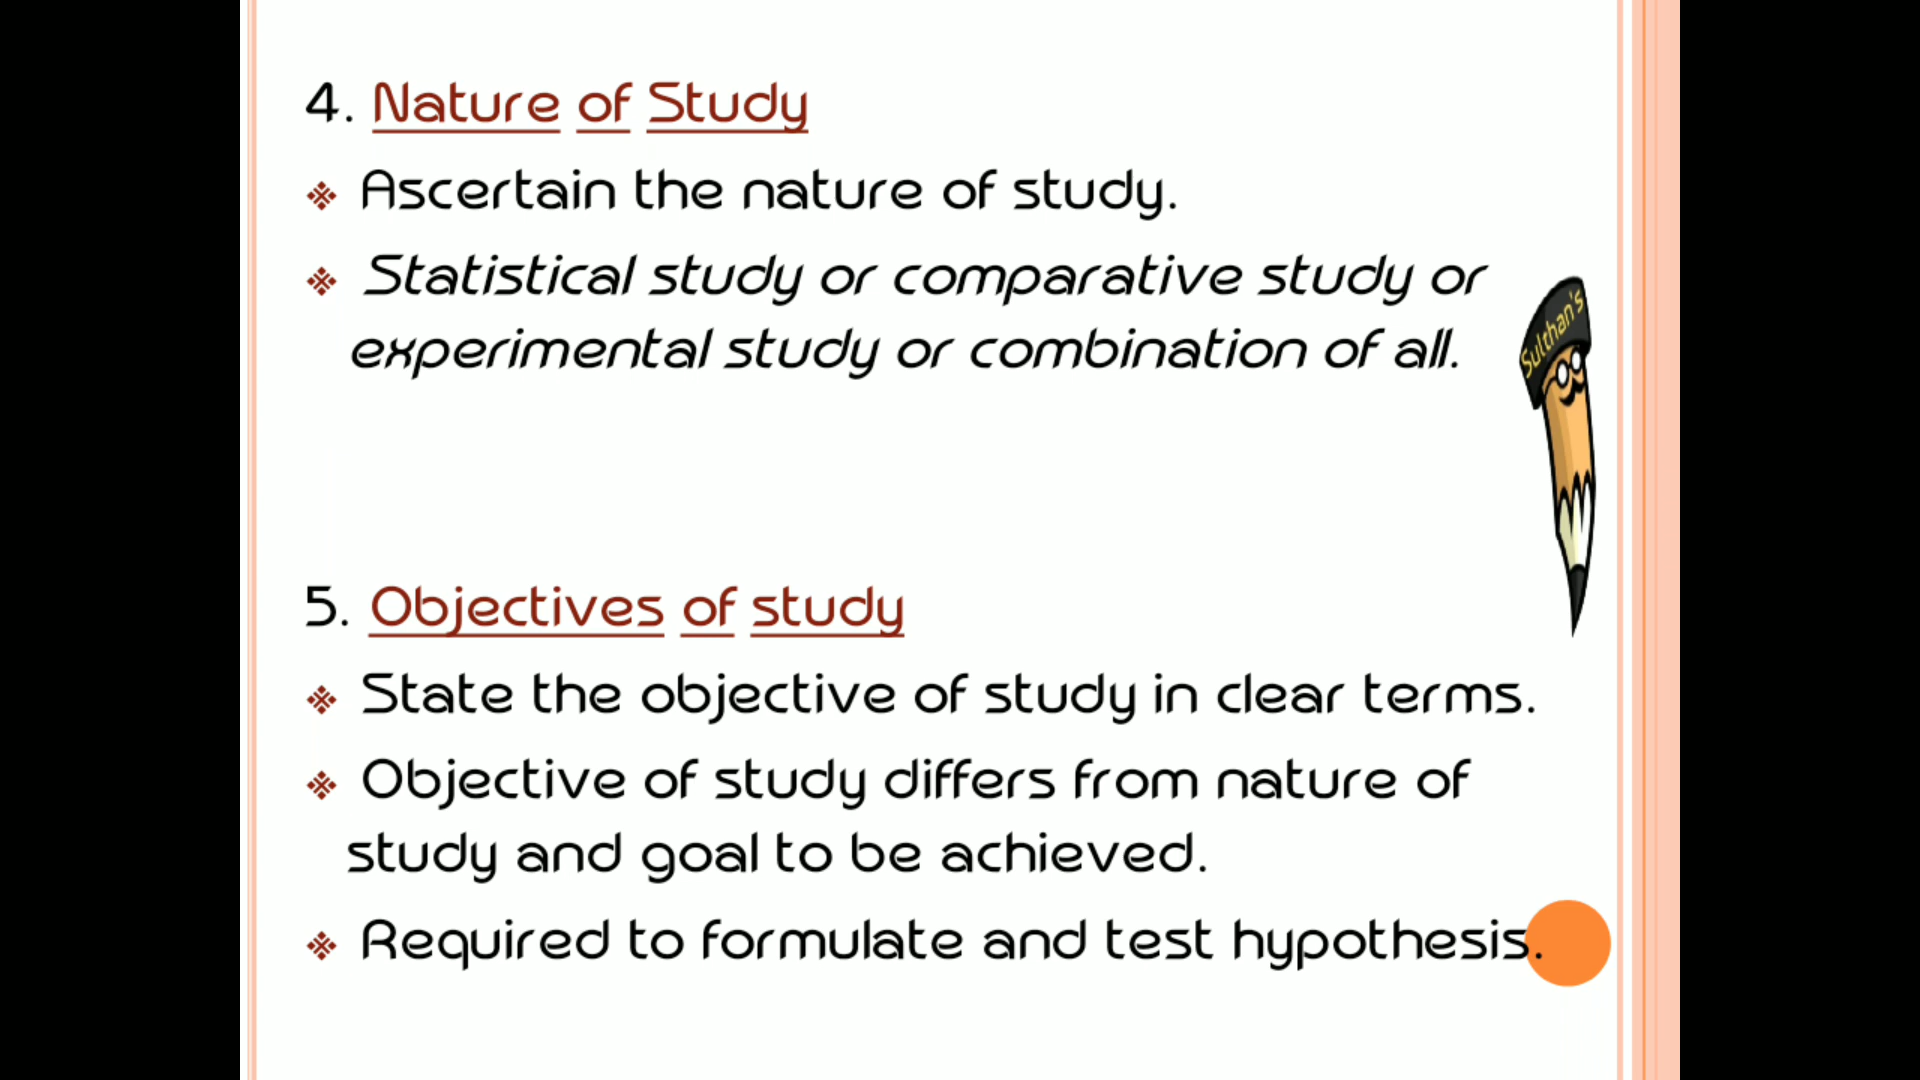 4. Nature of Study
❖ Ascertain the nature of study.
❖ Statistical study or comparative study or
experimental study or combination of all.
Sulthan's
5. Objectives of study
❖ State the objective of study in clear terms.
❖ Objective of study differs from nature of
study and goal to be achieved.
❖ Required to formulate and test hypothesis.